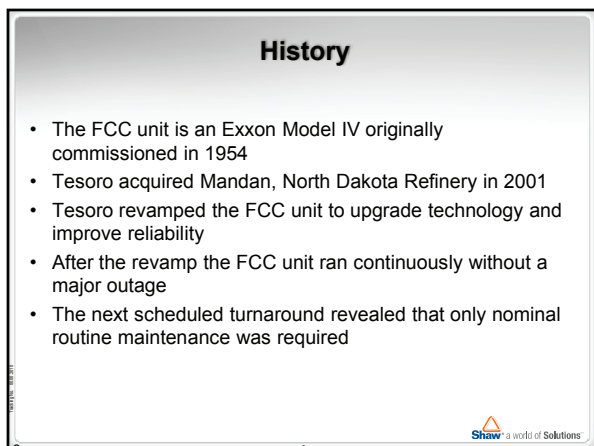 History
• The FCC unit is an Exxon Model IV originally
commissioned in 1954
• Tesoro acquired Mandan, North Dakota Refinery in 2001
• Tesoro revamped the FCC unit to upgrade technology and
improve reliability
• After the revamp the FCC unit ran continuously without a
major outage
• The next scheduled turnaround revealed that only nominal
routine maintenance was required
Shaw a world of Solutions